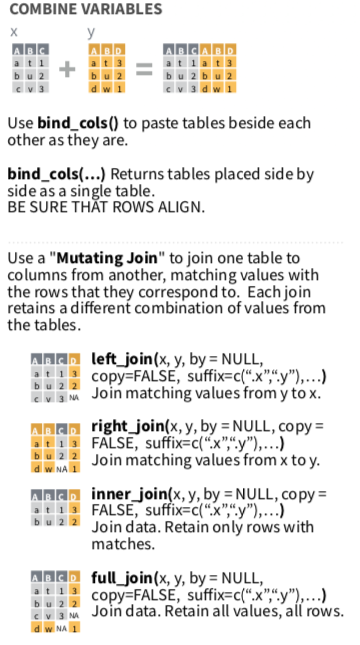 COMBINE VARIABLES
x y
A B C A B D A B C A B D
a t 1 + a t 3 = a t 1 a t 3
b u 2 b u 2 b u 2 b u 2
c v 3 d w 1 c v 3 d w 1
Use bind_cols() to paste tables beside each
other as they are.
bind_cols(…) Returns tables placed side by
side as a single table.
BE SURE THAT ROWS ALIGN.
Use a "Mutating Join" to join one table to
columns from another, matching values with
the rows that they correspond to. Each join
retains a different combination of values from
the tables.
A B C D
a t 1 3
b u 2 2
c v 3 NA
left_join(x, y, by = NULL,
copy=FALSE, suffix=c(“.x”,“.y”),…)
Join matching values from y to x.
A B C D
a t 1 3
b u 2 2
d w NA 1
right_join(x, y, by = NULL, copy =
FALSE, suffix=c(“.x”,“.y”),…)
Join matching values from x to y.
A B C D
a t 1 3
b u 2 2
inner_join(x, y, by = NULL, copy =
FALSE, suffix=c(“.x”,“.y”),…)
Join data. Retain only rows with
matches.
A B C D
a t 1 3
b u 2 2
c v 3 NA
d w NA 1
full_join(x, y, by = NULL,
copy=FALSE, suffix=c(“.x”,“.y”),…)
Join data. Retain all values, all rows.